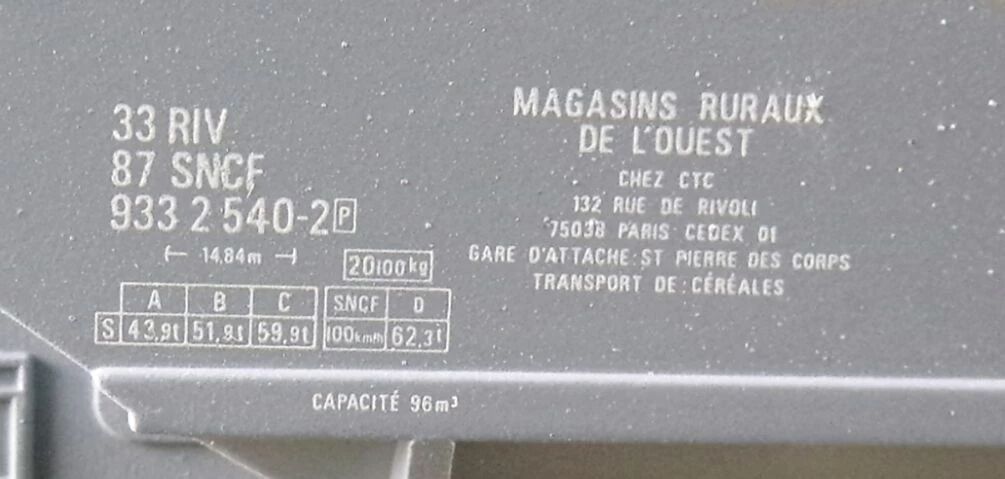 33 RIV
87 SNCF
933 2 540-2 P
14,84m
20100kg
A B C
S 43,9t 51,9t 59,9t
SNCF D
100km/h 62,3t
MAGASINS RURAUX
DE L'OUEST
CHEZ CTC
132 RUE DE RIVOLI
75038 PARIS CEDEX 01
GARE D'ATTACHE: ST PIERRE DES CORPS
TRANSPORT DE: CÉRÉALES
CAPACITÉ 96m³